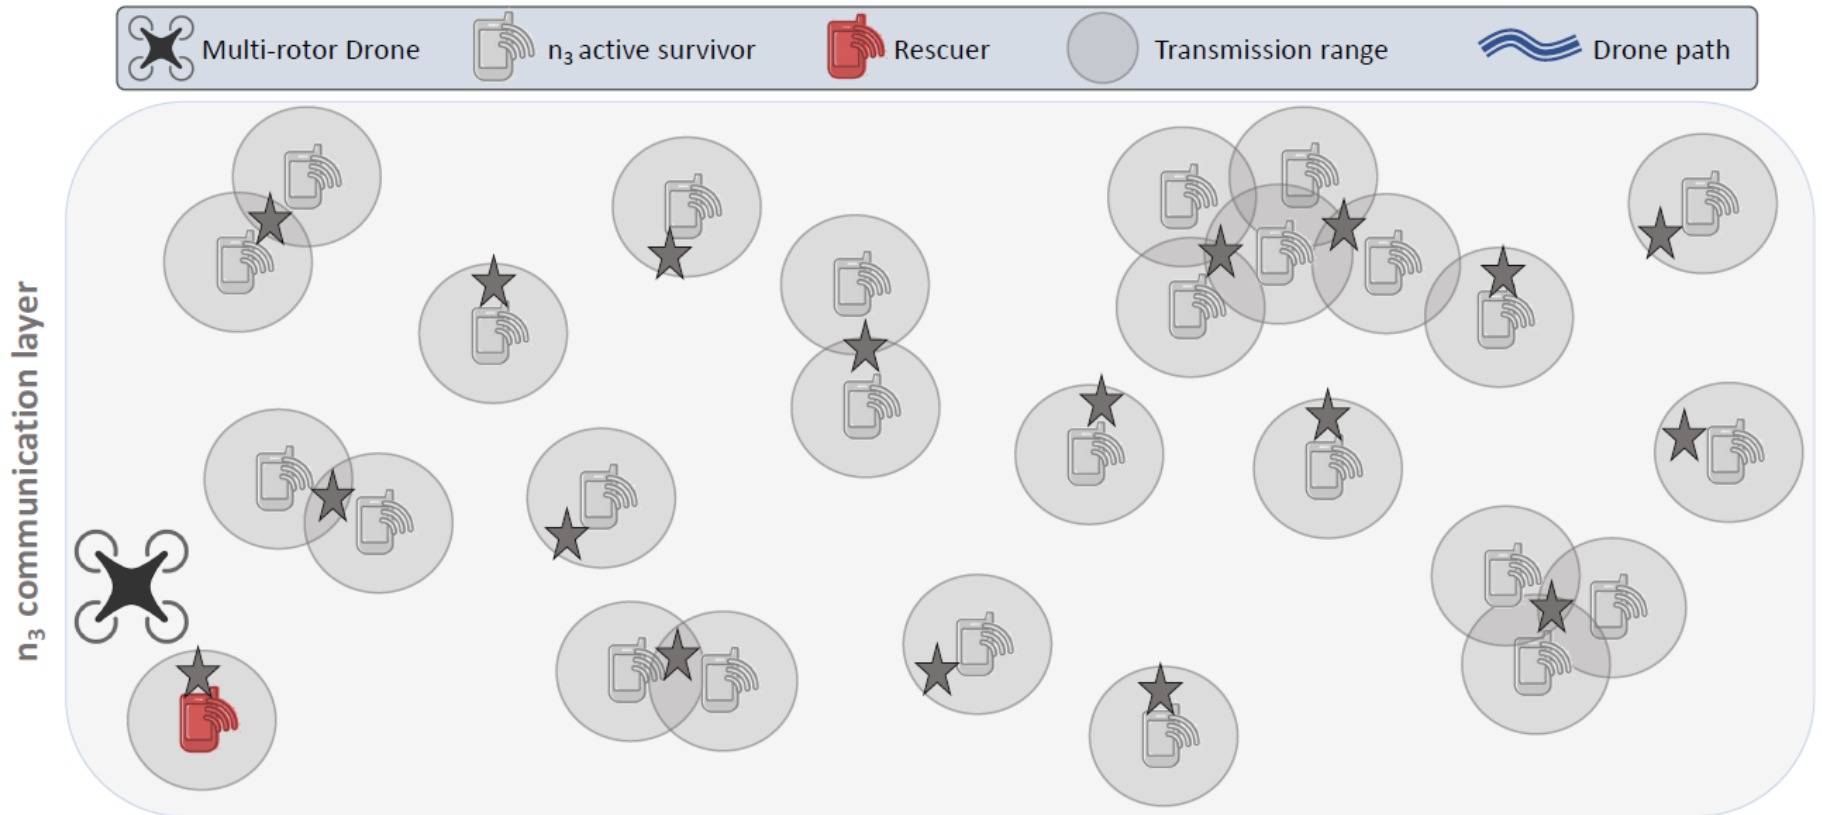 Multi-rotor Drone
n₃ active survivor
Rescuer
Transmission range
Drone path
n₃ communication layer